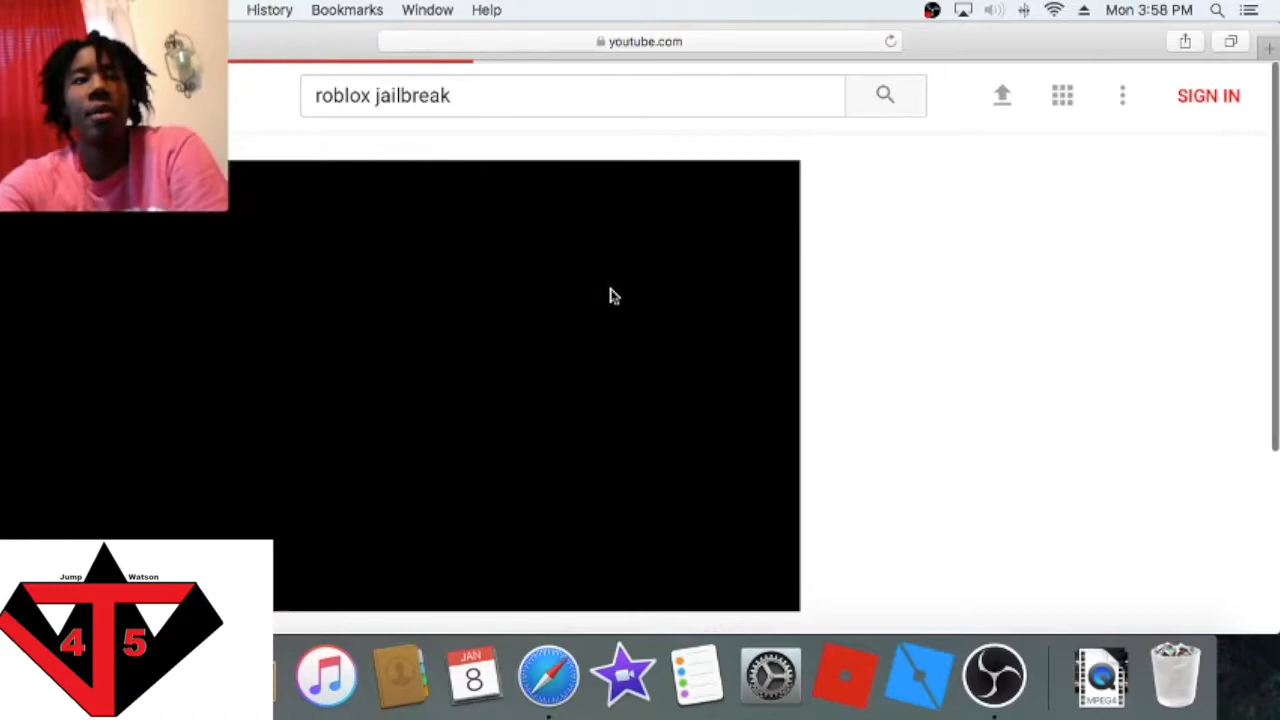 History Bookmarks Window Help Mon 3:58 PM
youtube.com
roblox jailbreak SIGN IN
Jump Watson
4 5
JAN
8
MPEG4